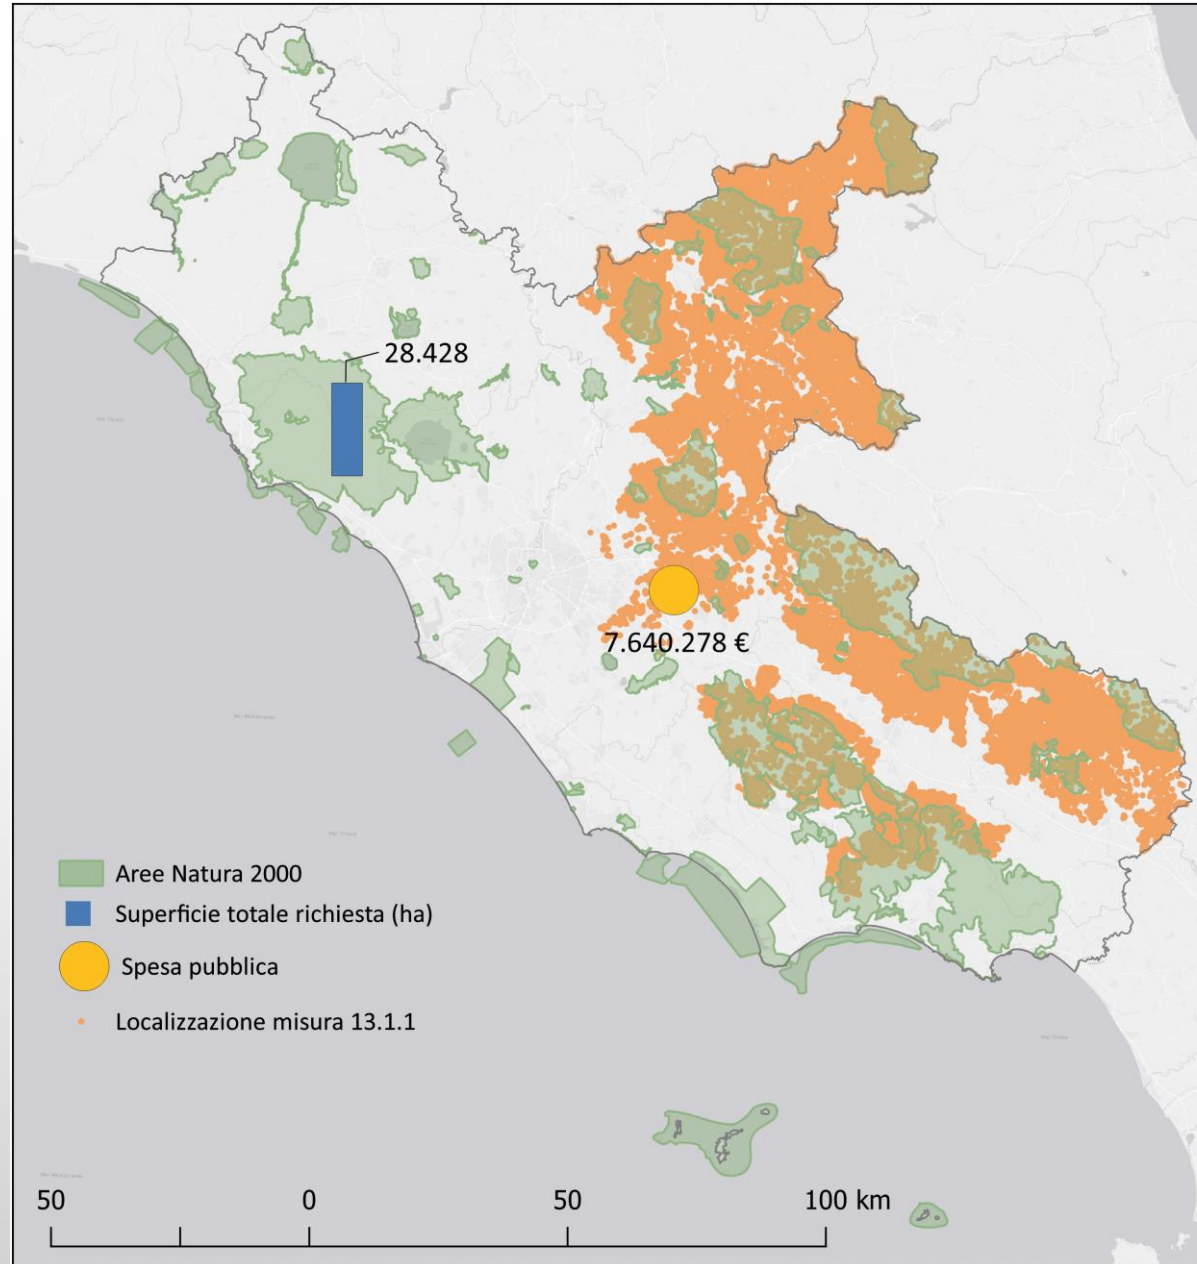 28.428
7.640.278 €
Aree Natura 2000
Superficie totale richiesta (ha)
Spesa pubblica
Localizzazione misura 13.1.1
50 0 50 100 km